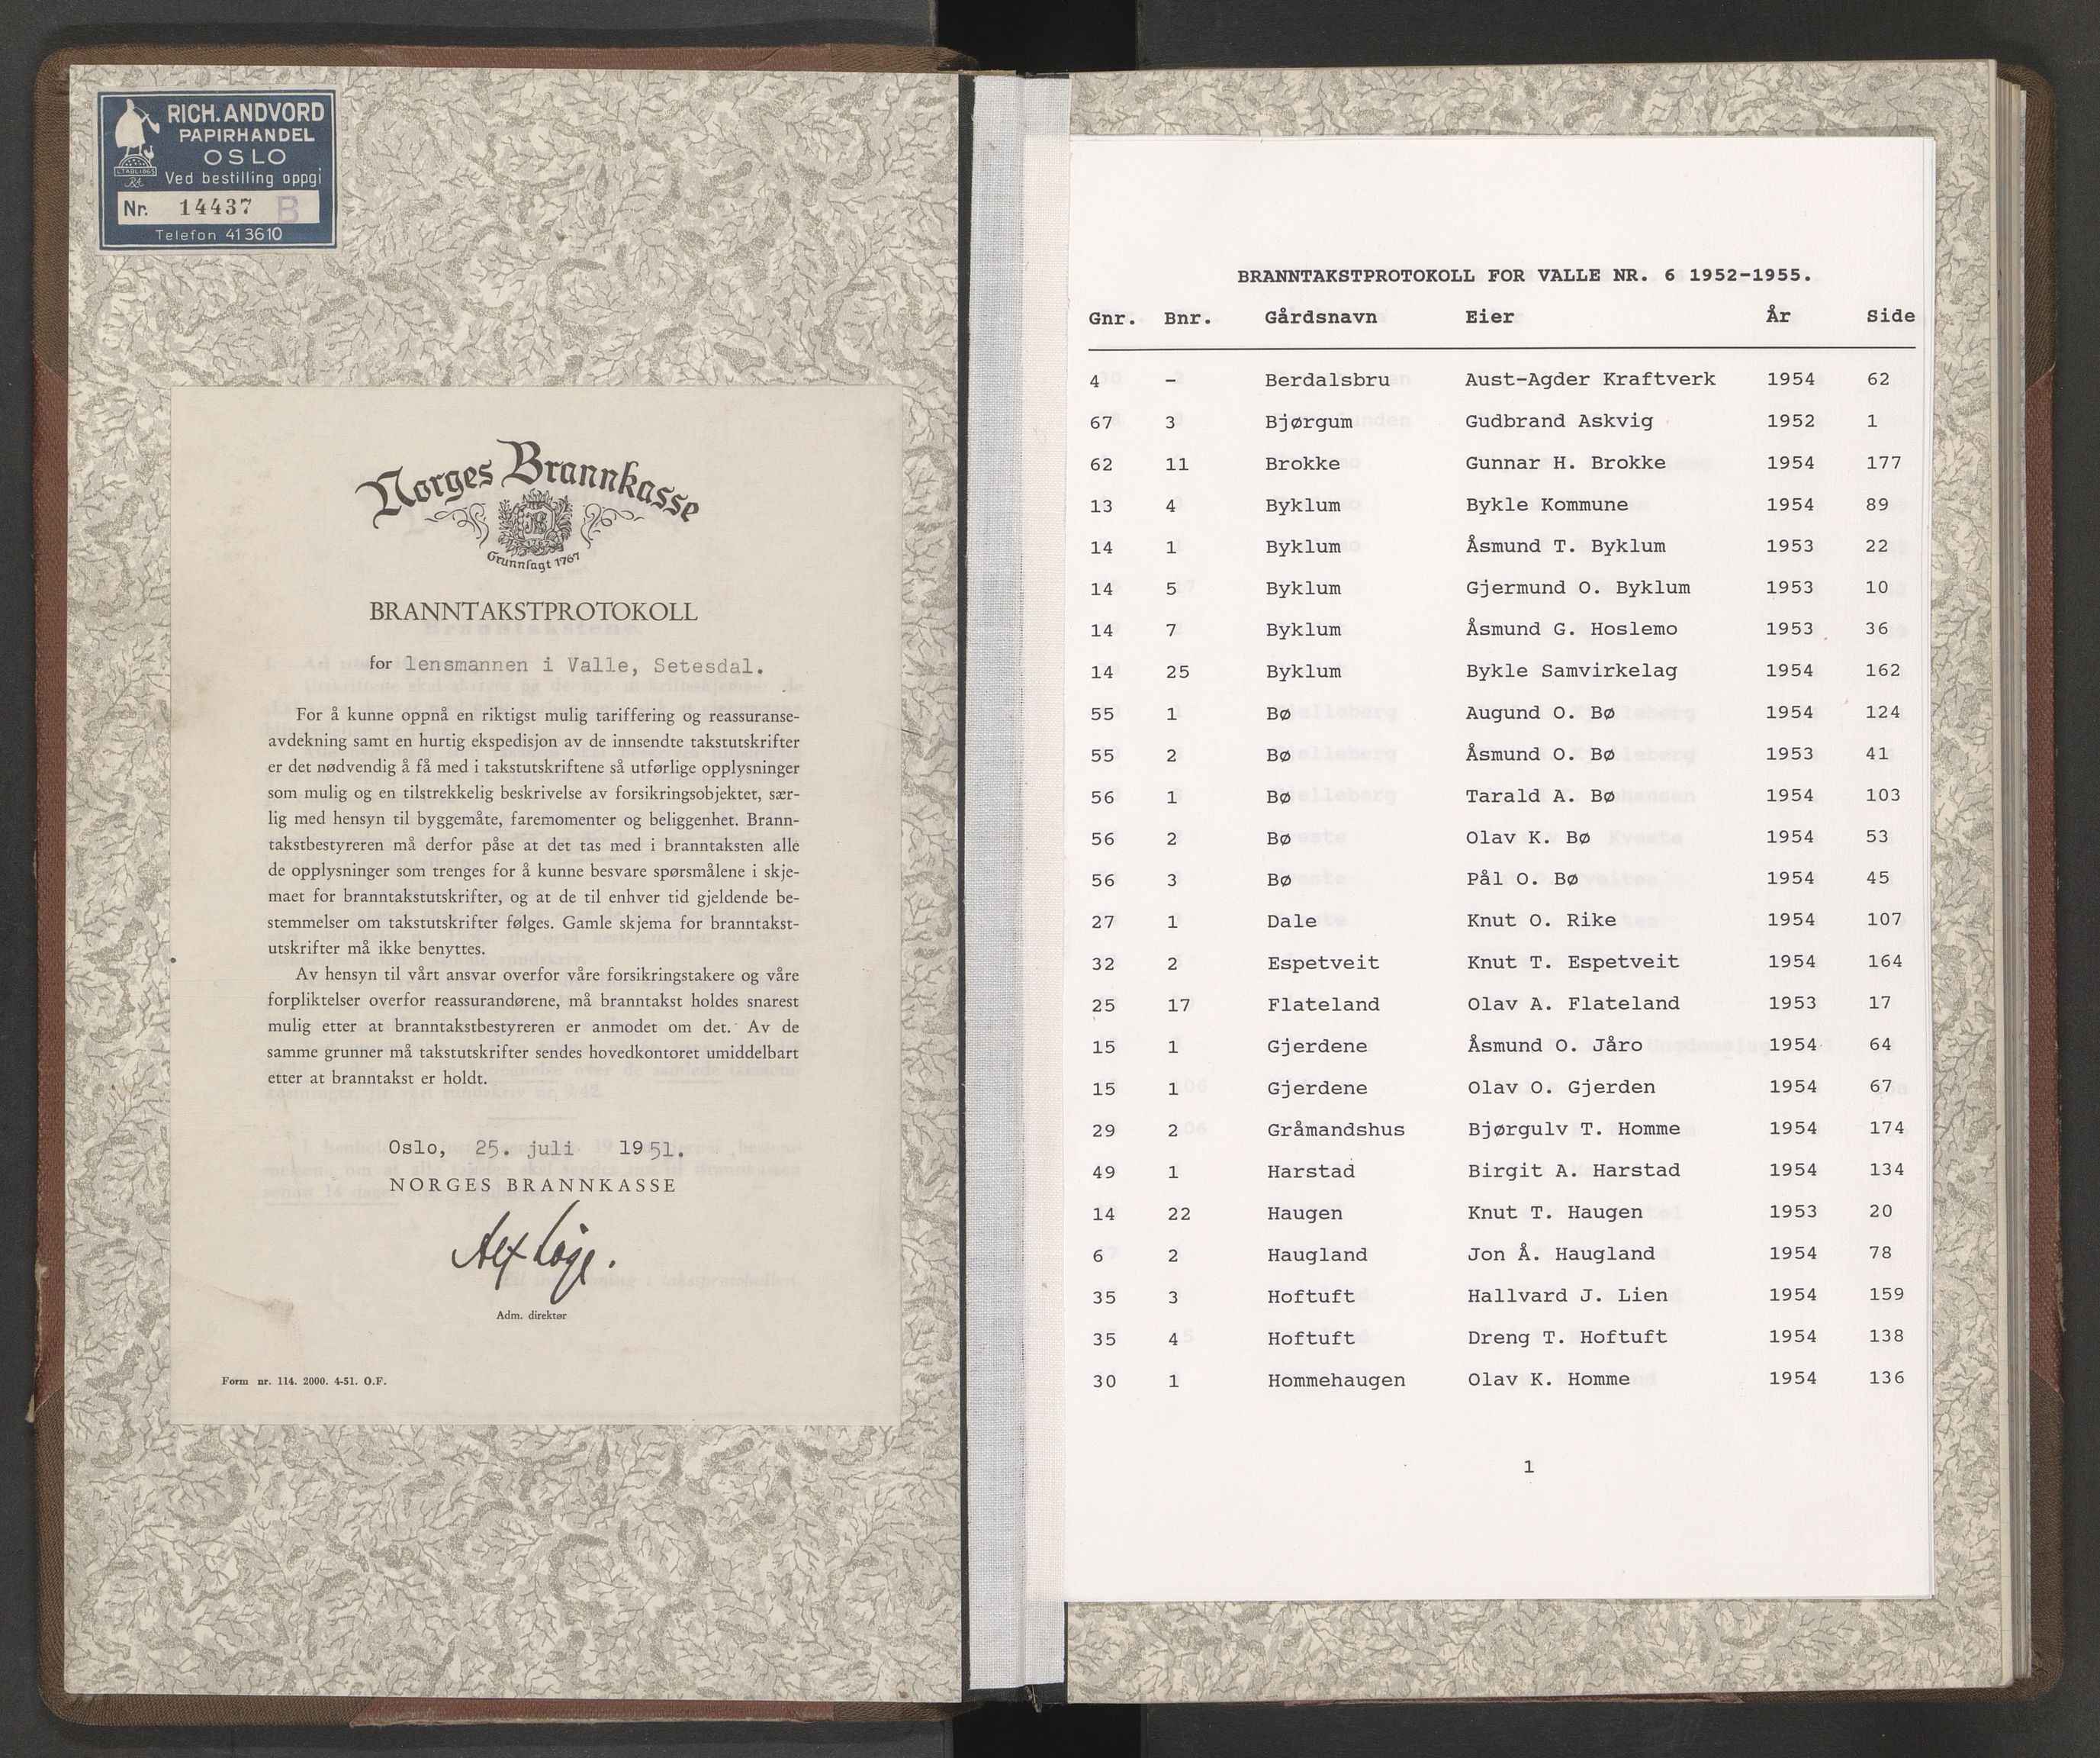 RICH. ANDVORD
PAPIRHANDEL
OSLO
Ved bestilling oppgi
Nr. 14437 B
Telefon 413610
Norges Brannkasse
Grunnlagt 1767
BRANNTAKSTPROTOKOLL
for lensmannen i Valle, Setesdal.
For å kunne oppnå en riktigst mulig tariffering og reassuranse-
avdekning samt en hurtig ekspedisjon av de innsendte takstutskrifter
er det nødvendig å få med i takstutskriftene så utførlige opplysninger
som mulig og en tilstrekkelig beskrivelse av forsikringsobjektet, sær-
lig med hensyn til byggemåte, faremomenter og beliggenhet. Brann-
takstbestyreren må derfor påse at det tas med i branntaksten alle
de opplysninger som trenges for å kunne besvare spørsmålene i skje-
maet for branntakstutskrifter, og at de til enhver tid gjeldende be-
stemmelser om takstutskrifter følges. Gamle skjema for branntakst-
utskrifter må ikke benyttes.
Av hensyn til vårt ansvar overfor våre forsikringstakere og våre
forpliktelser overfor reassurandørene, må branntakst holdes snarest
mulig etter at branntakstbestyreren er anmodet om det. Av de
samme grunner må takstutskrifter sendes hovedkontoret umiddelbart
etter at branntakst er holdt.
Oslo, 25. juli 1951.
NORGES BRANNKASSE
Adm. direktør
Form nr. 114. 2000. 4-51. O.F.
BRANNTAKSTPROTOKOLL FOR VALLE NR. 6 1952-1955.
Gnr. Bnr. Gårdsnavn Eier År Side
4 - Berdalsbru Aust-Agder Kraftverk 1954 62
67 3 Bjørgum Gudbrand Askvig 1952 1
62 11 Brokke Gunnar H. Brokke 1954 177
13 4 Byklum Bykle Kommune 1954 89
14 1 Byklum Åsmund T. Byklum 1953 22
14 5 Byklum Gjermund O. Byklum 1953 10
14 7 Byklum Åsmund G. Hoslemo 1953 36
14 25 Byklum Bykle Samvirkelag 1954 162
55 1 Bø Augund O. Bø 1954 124
55 2 Bø Åsmund O. Bø 1953 41
56 1 Bø Tarald A. Bø 1954 103
56 2 Bø Olav K. Bø 1954 53
56 3 Bø Pål O. Bø 1954 45
27 1 Dale Knut O. Rike 1954 107
32 2 Espetveit Knut T. Espetveit 1954 164
25 17 Flateland Olav A. Flateland 1953 17
15 1 Gjerdene Åsmund O. Jåro 1954 64
15 1 Gjerdene Olav O. Gjerden 1954 67
29 2 Gråmandshus Bjørgulv T. Homme 1954 174
49 1 Harstad Birgit A. Harstad 1954 134
14 22 Haugen Knut T. Haugen 1953 20
6 2 Haugland Jon Å. Haugland 1954 78
35 3 Hoftuft Hallvard J. Lien 1954 159
35 4 Hoftuft Dreng T. Hoftuft 1954 138
30 1 Hommehaugen Olav K. Homme 1954 136
1